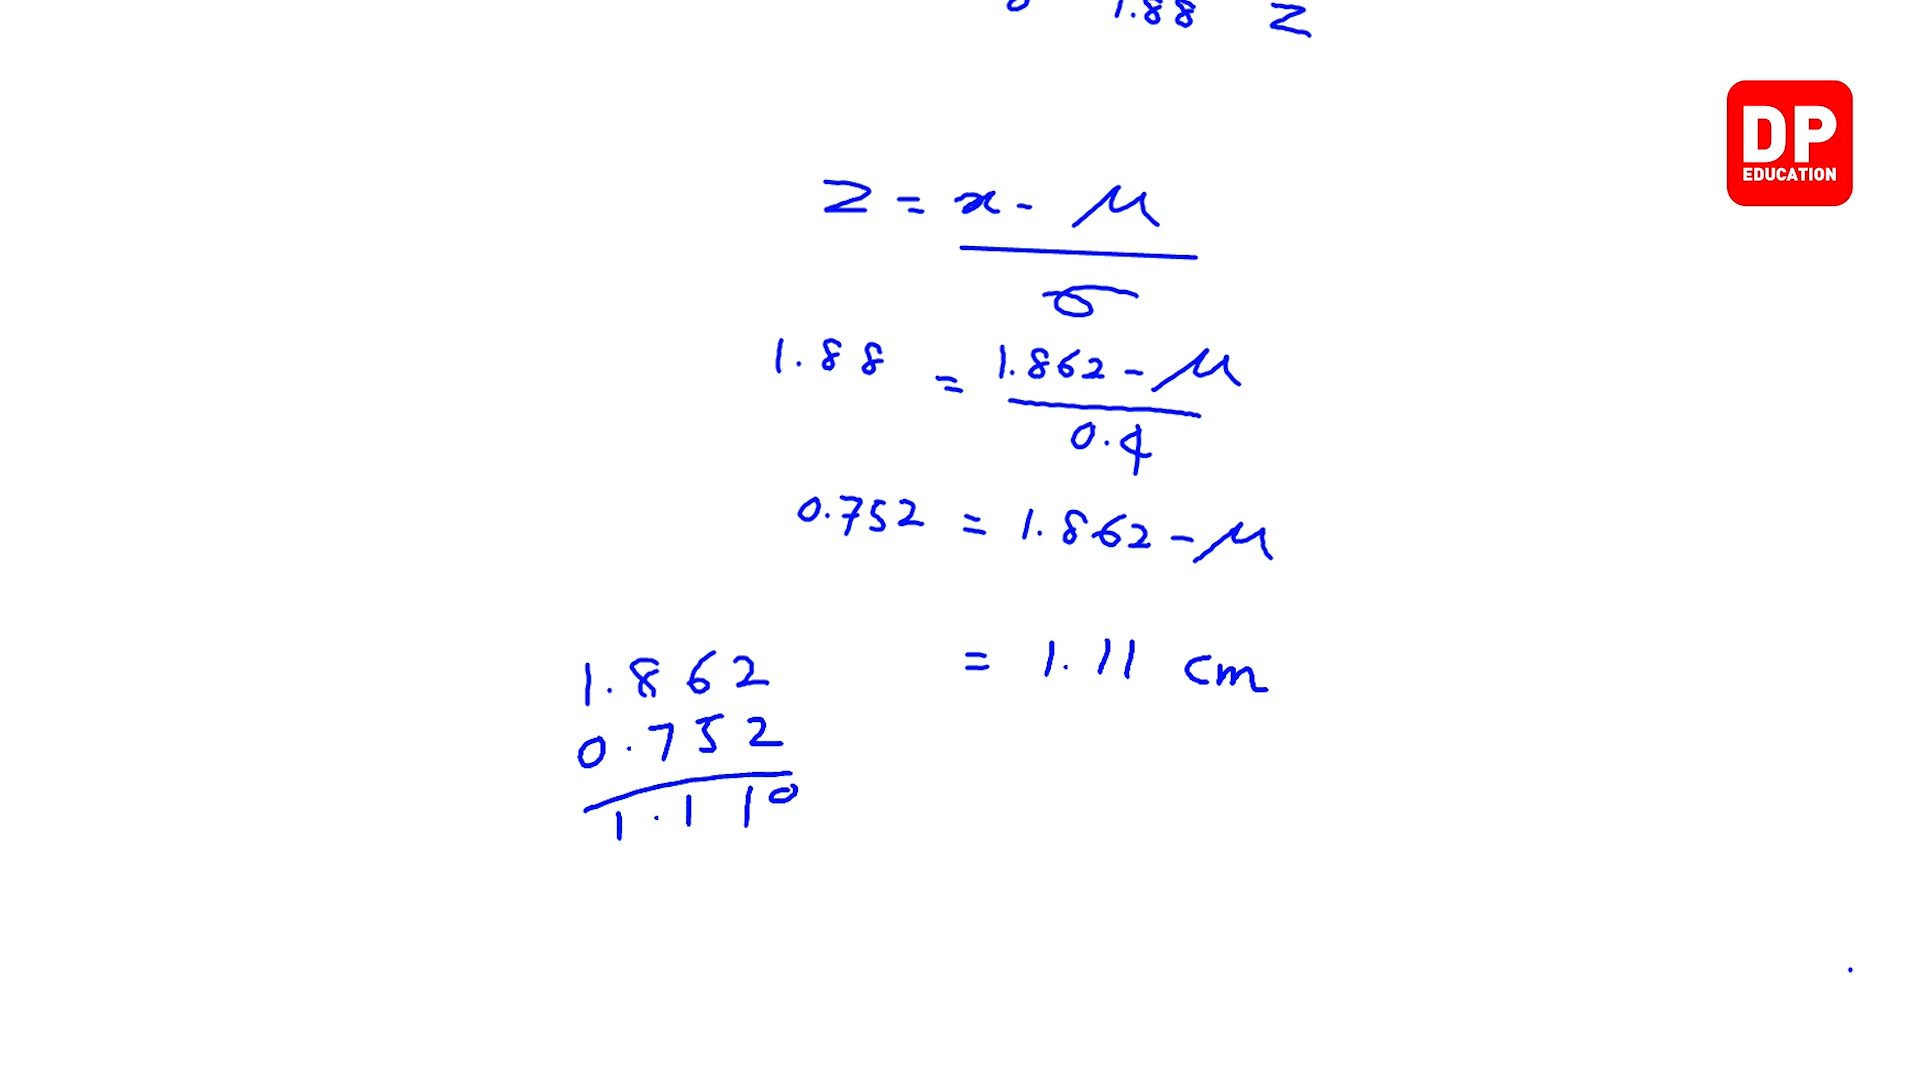 1.88 Z
DP
EDUCATION
Z = x - μ
σ
1.88 = 1.862 - μ
0.4
0.752 = 1.862 - μ
= 1.11 cm
1.862
0.752
1.110